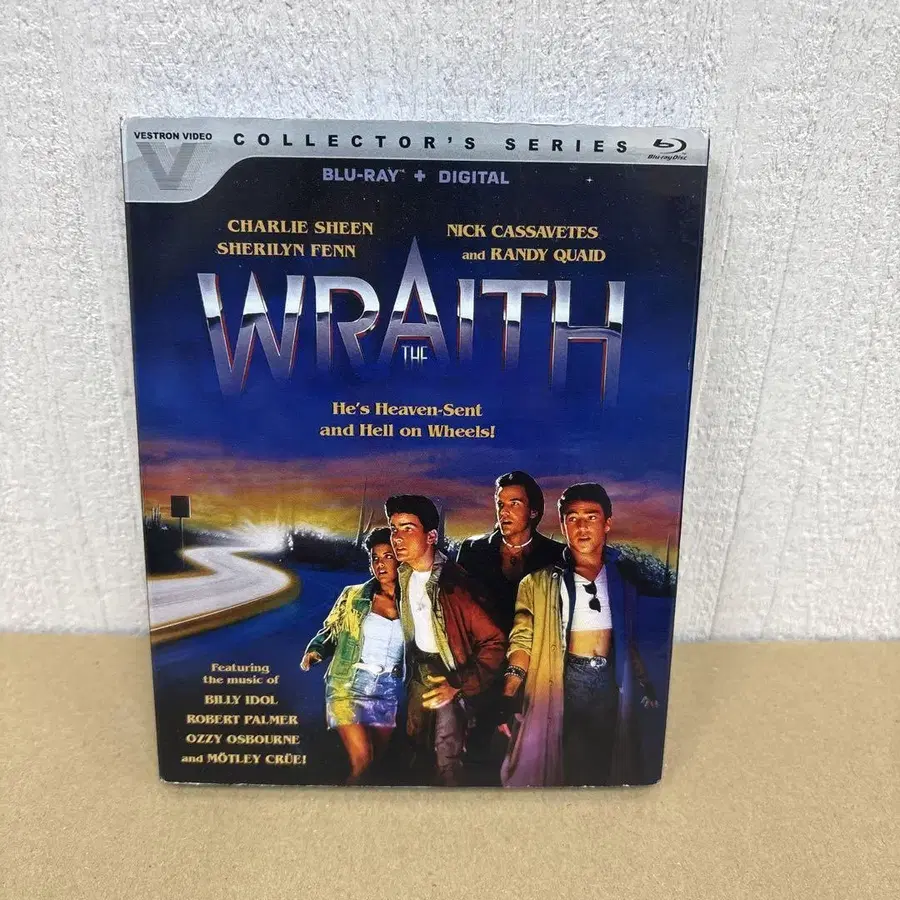 VESTRON VIDEO
V
COLLECTOR'S SERIES
Blu-ray Disc
BLU-RAY™ + DIGITAL
CHARLIE SHEEN
NICK CASSAVETES
SHERILYN FENN
and RANDY QUAID
WRAITH
THE
He's Heaven-Sent
and Hell on Wheels!
Featuring
the music of
BILLY IDOL
ROBERT PALMER
OZZY OSBOURNE
and MÖTLEY CRÜE!